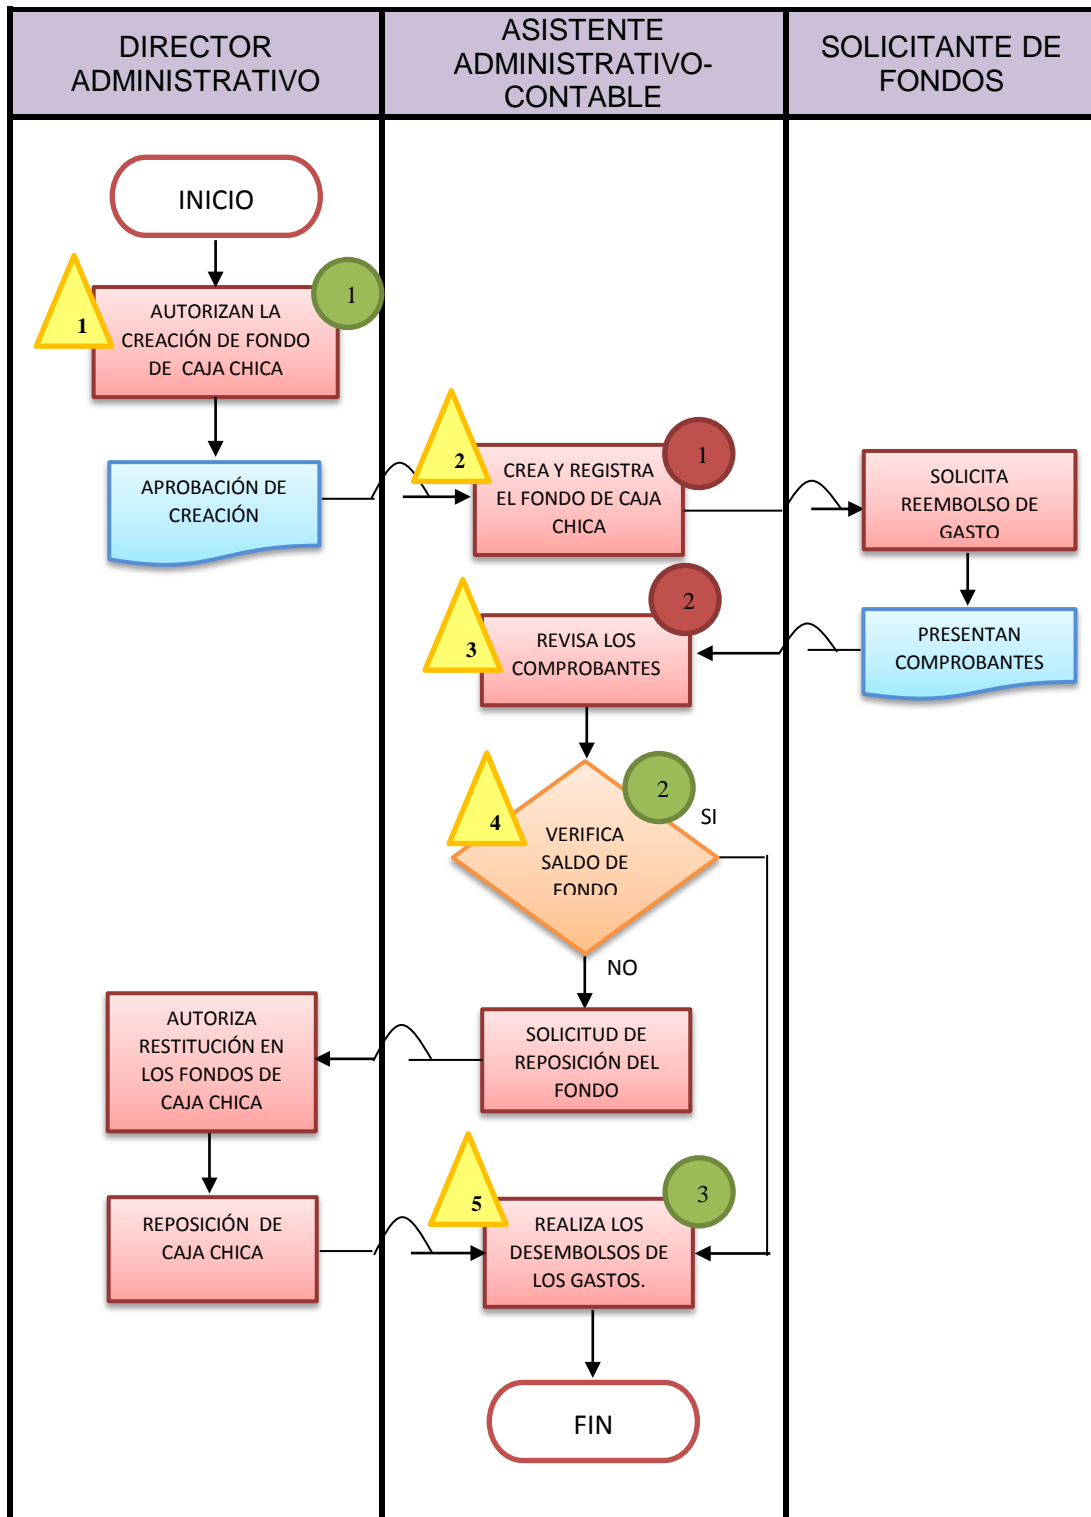 DIRECTOR
ADMINISTRATIVO
ASISTENTE
ADMINISTRATIVO-
CONTABLE
SOLICITANTE DE
FONDOS
INICIO
1
1
AUTORIZAN LA
CREACIÓN DE FONDO
DE CAJA CHICA
APROBACIÓN DE
CREACIÓN
2
1
CREA Y REGISTRA
EL FONDO DE CAJA
CHICA
SOLICITA
REEMBOLSO DE
GASTO
PRESENTAN
COMPROBANTES
3
2
REVISA LOS
COMPROBANTES
4
2
SI
VERIFICA
SALDO DE
FONDO
NO
SOLICITUD DE
REPOSICIÓN DEL
FONDO
AUTORIZA
RESTITUCIÓN EN
LOS FONDOS DE
CAJA CHICA
REPOSICIÓN DE
CAJA CHICA
5
3
REALIZA LOS
DESEMBOLSOS DE
LOS GASTOS.
FIN